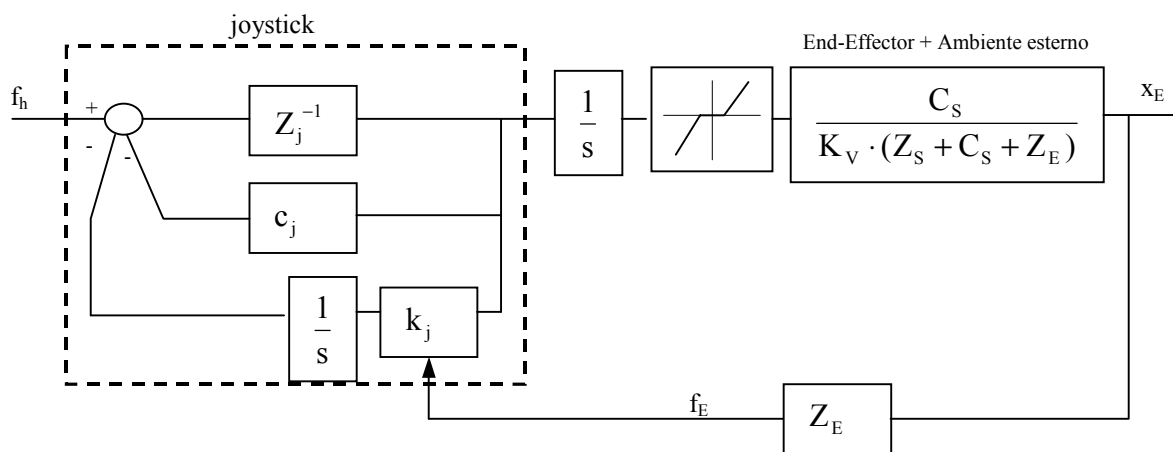 joystick
End-Effector + Ambiente esterno
f_h
+
-
-
Z_j^{-1}
1
s
C_S
K_V · (Z_S + C_S + Z_E)
x_E
c_j
1
s
k_j
f_E
Z_E